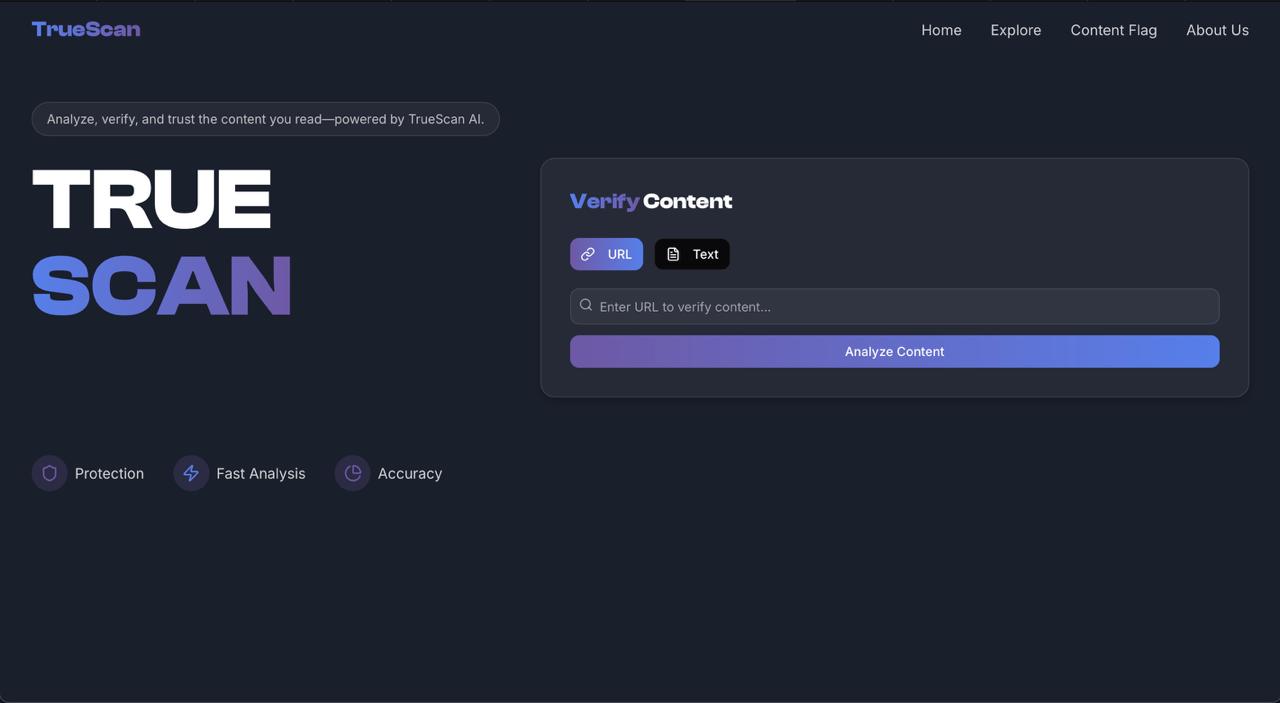 TrueScan
Home Explore Content Flag About Us
Analyze, verify, and trust the content you read—powered by TrueScan AI.
TRUE
SCAN
Verify Content
URL Text
Enter URL to verify content...
Analyze Content
Protection Fast Analysis Accuracy